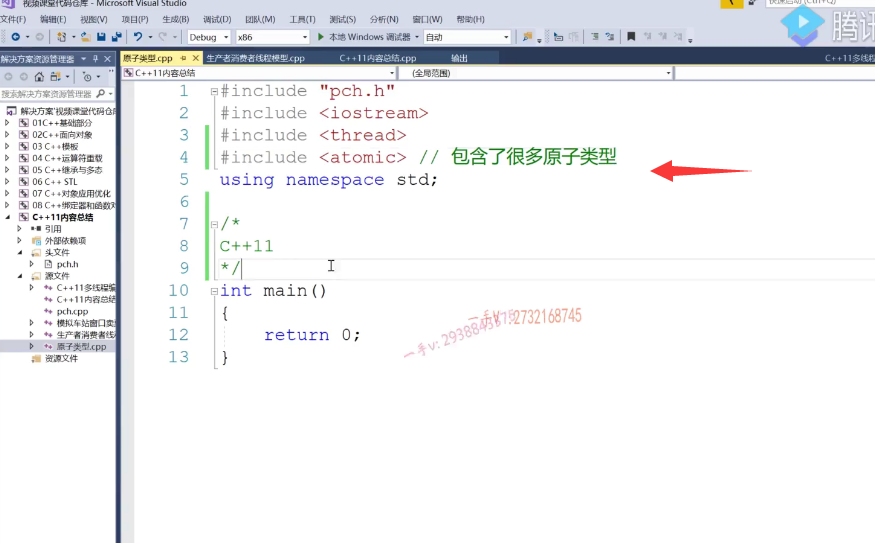 视频课堂代码仓库 - Microsoft Visual Studio
快速启动 (Ctrl+Q)
文件(F) 编辑(E) 视图(V) 项目(P) 生成(B) 调试(D) 团队(M) 工具(T) 测试(S) 分析(N) 窗口(W) 帮助(H)
腾讯
Debug x86 本地 Windows 调试器 自动
解决方案资源管理器
原子类型.cpp 生产者消费者线程模型.cpp C++11内容总结.cpp 输出 C++11多线程
C++11内容总结 (全局范围)
搜索解决方案资源管理器
解决方案"视频课堂代码仓库
01C++基础部分
02C++面向对象
03 C++模板
04 C++运算符重载
05 C++继承与多态
06 C++ STL
07 C++对象应用优化
08 C++绑定器和函数对
C++11内容总结
引用
外部依赖项
头文件
pch.h
源文件
C++11多线程编
C++11内容总结
pch.cpp
模拟车站窗口卖
生产者消费者线
原子类型.cpp
资源文件
1 #include "pch.h"
2 #include <iostream>
3 #include <thread>
4 #include <atomic> // 包含了很多原子类型
5 using namespace std;
6
7 /*
8 C++11
9 */
10 int main()
11 {
12 return 0;
13 }